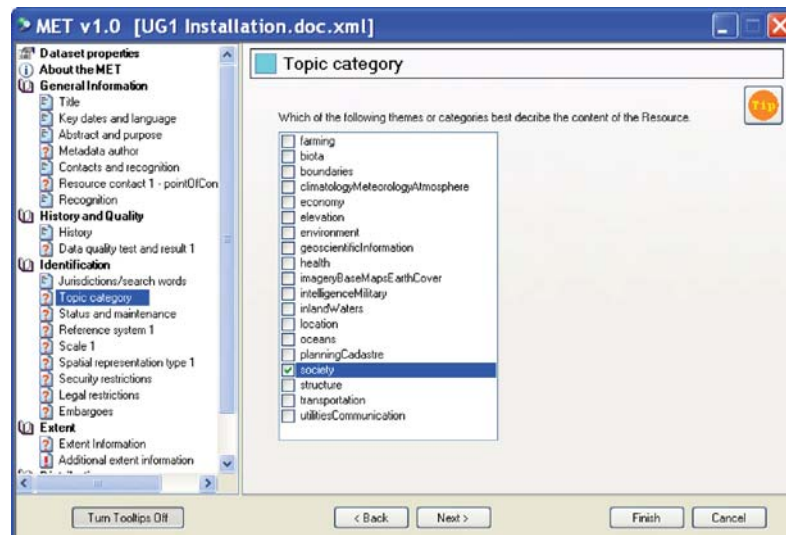 MET v1.0 [UG1 Installation.doc.xml]
Dataset properties
About the MET
General Information
Title
Key dates and language
Abstract and purpose
Metadata author
Contacts and recognition
Resource contact 1 - pointOfCon
Recognition
History and Quality
History
Data quality test and result 1
Identification
Jurisdictions/search words
Topic category
Status and maintenance
Reference system 1
Scale 1
Spatial representation type 1
Security restrictions
Legal restrictions
Embargoes
Extent
Extent Information
Additional extent information
Topic category
Tip
Which of the following themes or categories best decribe the content of the Resource.
farming
biota
boundaries
climatologyMeteorologyAtmosphere
economy
elevation
environment
geoscientificInformation
health
imageryBaseMapsEarthCover
intelligenceMilitary
inlandWaters
location
oceans
planningCadastre
society
structure
transportation
utilitiesCommunication
Turn Tooltips Off
< Back
Next >
Finish
Cancel